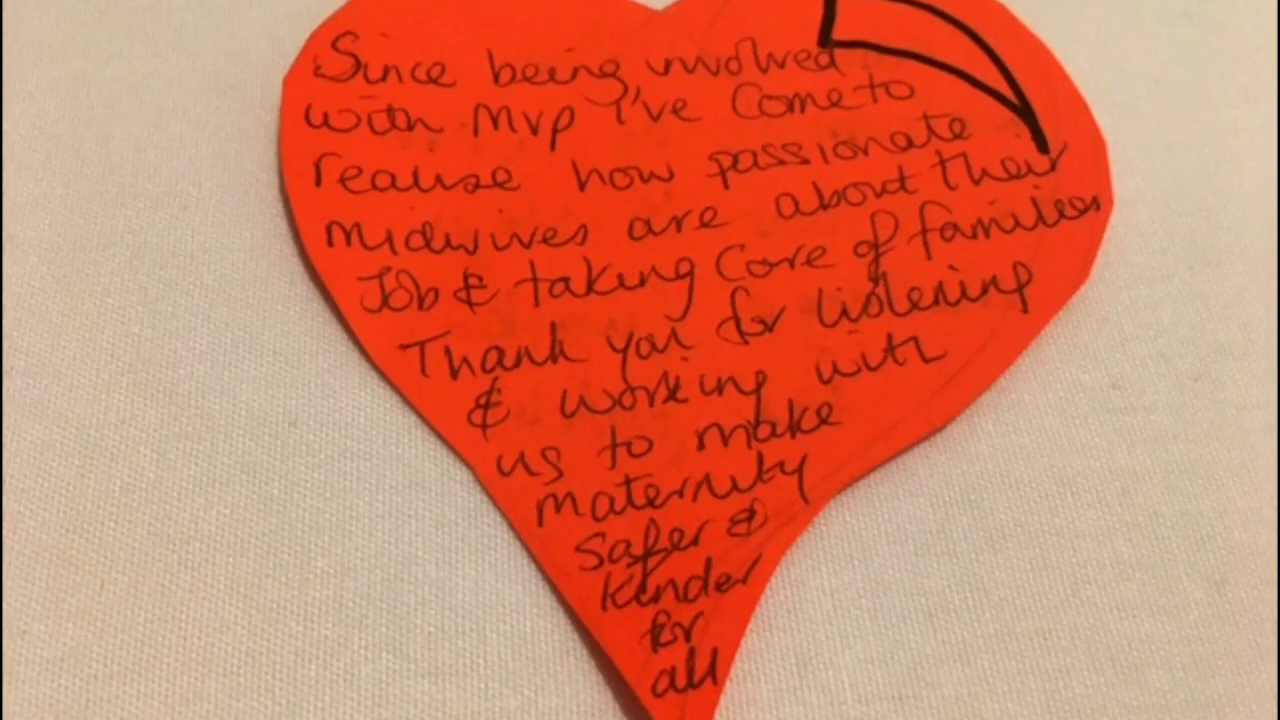 Since being involved
with MVP I've come to
realise how passionate
midwives are about their
Job & taking care of families
Thank you for listening
& working with
us to make
maternity
safer &
kinder
for
all